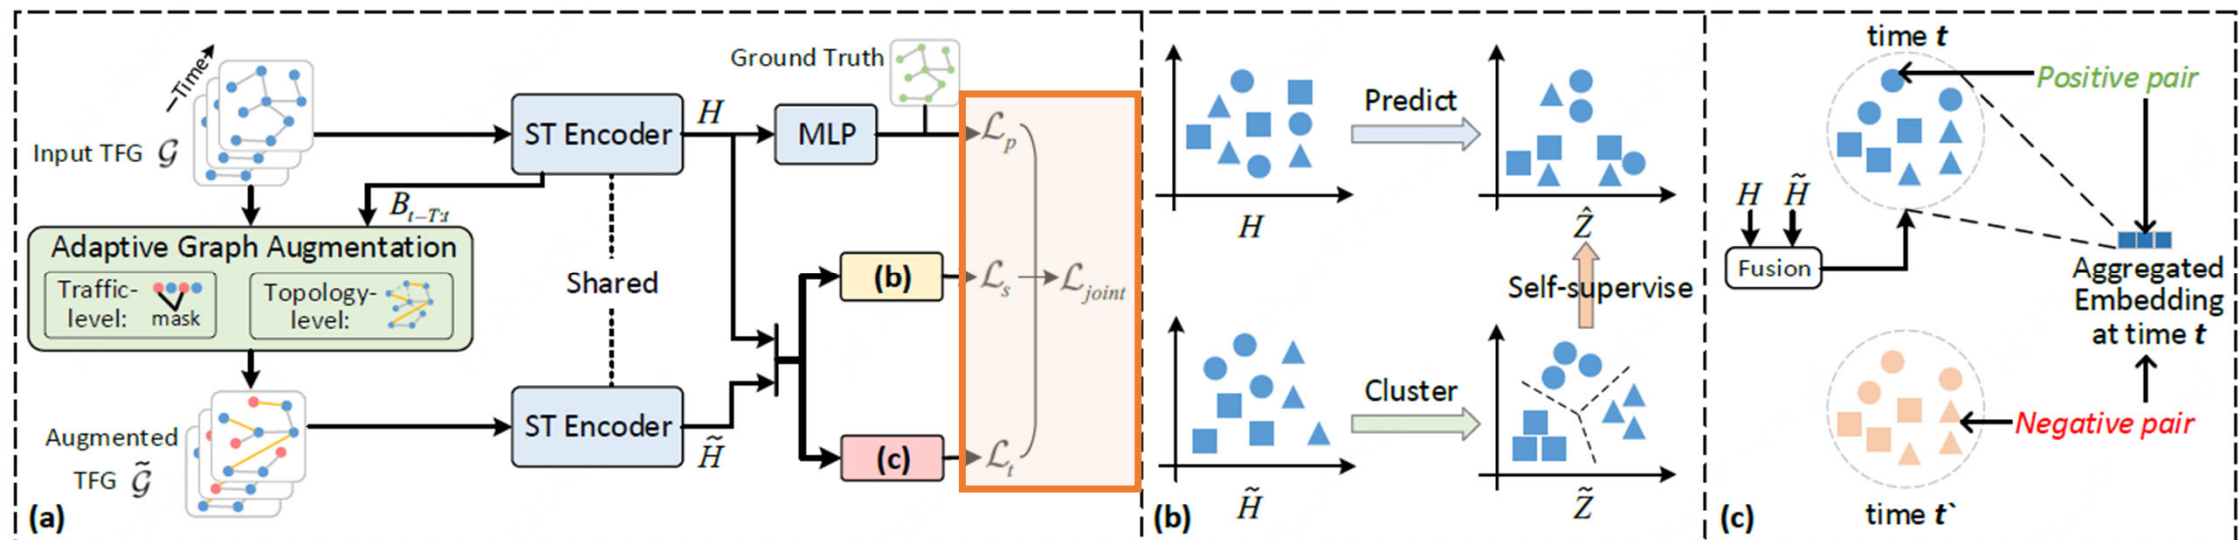 Time
Input TFG 𝒢
ST Encoder
H
MLP
Ground Truth
ℒp
B t−T:t
Adaptive Graph Augmentation
Traffic-
level:
mask
Topology-
level:
Shared
(b)
ℒs
ℒjoint
Augmented
TFG 𝒢̃
ST Encoder
H̃
(c)
ℒt
(a)
H
Predict
Ẑ
Self-supervise
H̃
Cluster
Z̃
(b)
time t
Positive pair
H H̃
Fusion
Aggregated
Embedding
at time t
Negative pair
time t`
(c)